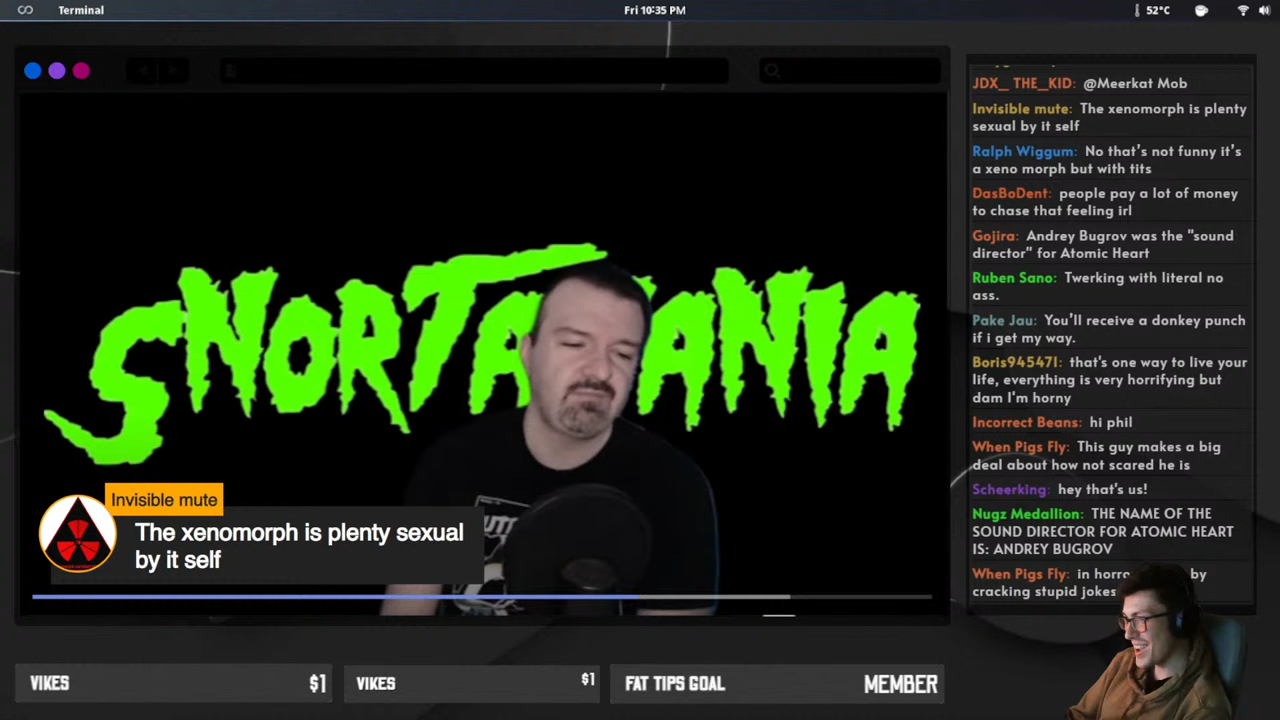 Terminal
Fri 10:35 PM
52°C
SNORTAMANIA
Invisible mute
The xenomorph is plenty sexual
by it self
JDX_ THE_KID: @Meerkat Mob
Invisible mute: The xenomorph is plenty
sexual by it self
Ralph Wiggum: No that's not funny it's
a xeno morph but with tits
DasBoDent: people pay a lot of money
to chase that feeling irl
Gojira: Andrey Bugrov was the "sound
director" for Atomic Heart
Ruben Sano: Twerking with literal no
ass.
Pake Jau: You'll receive a donkey punch
if i get my way.
Boris945471: that's one way to live your
life, everything is very horrifying but
dam I'm horny
Incorrect Beans: hi phil
When Pigs Fly: This guy makes a big
deal about how not scared he is
Scheerking: hey that's us!
Nugz Medallion: THE NAME OF THE
SOUND DIRECTOR FOR ATOMIC HEART
IS: ANDREY BUGROV
When Pigs Fly: in horro by
cracking stupid jokes
VIKES $1
VIKES $1
FAT TIPS GOAL MEMBER